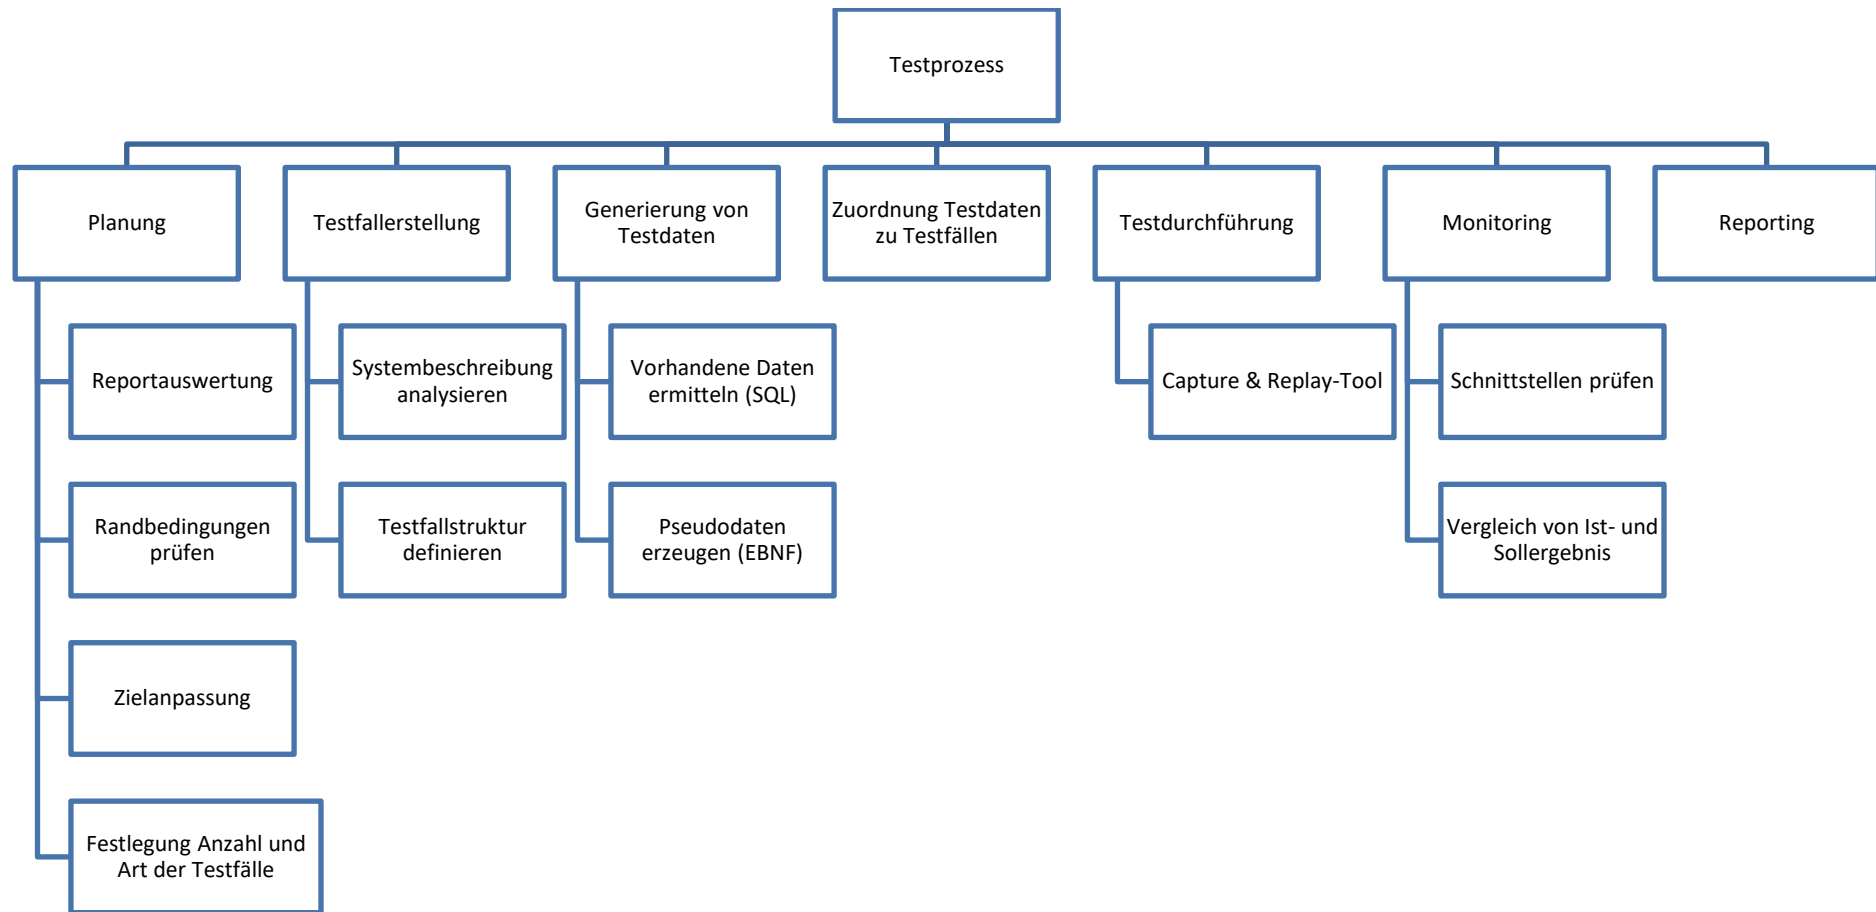 Testprozess
Planung
Testfallerstellung
Generierung von
Testdaten
Zuordnung Testdaten
zu Testfällen
Testdurchführung
Monitoring
Reporting
Reportauswertung
Systembeschreibung
analysieren
Vorhandene Daten
ermitteln (SQL)
Capture & Replay-Tool
Schnittstellen prüfen
Randbedingungen
prüfen
Testfallstruktur
definieren
Pseudodaten
erzeugen (EBNF)
Vergleich von Ist- und
Sollergebnis
Zielanpassung
Festlegung Anzahl und
Art der Testfälle